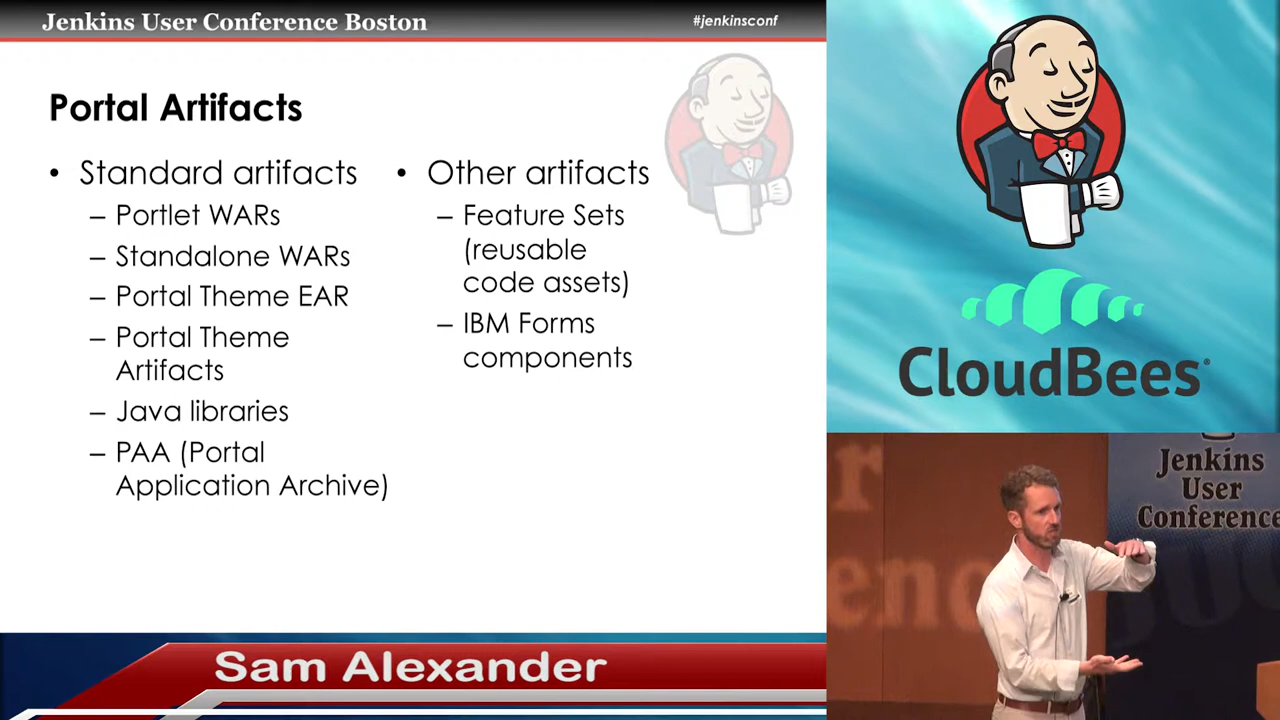 Jenkins User Conference Boston
#jenkinsconf
Portal Artifacts
• Standard artifacts
– Portlet WARs
– Standalone WARs
– Portal Theme EAR
– Portal Theme
Artifacts
– Java libraries
– PAA (Portal
Application Archive)
• Other artifacts
– Feature Sets
(reusable
code assets)
– IBM Forms
components
Sam Alexander
CloudBees®
Jenkins
User
Conference